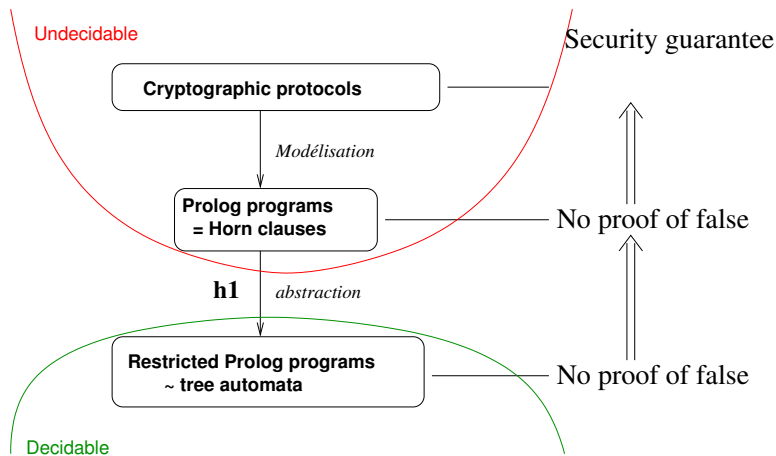 Undecidable
Security guarantee
Cryptographic protocols
Modélisation
Prolog programs
= Horn clauses
No proof of false
h1
abstraction
Restricted Prolog programs
~ tree automata
No proof of false
Decidable